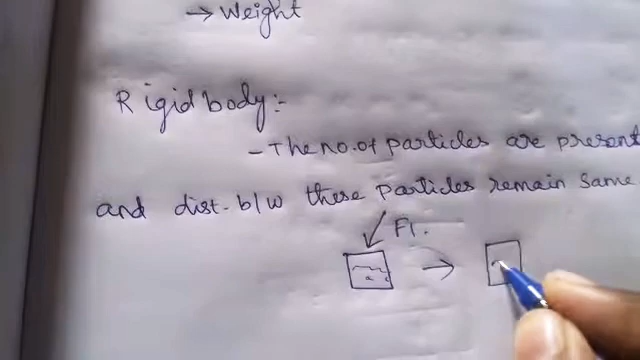 → Weight
Rigid body:-
- The no. of particles are present
and dist. b/w these particles remain same
F1.